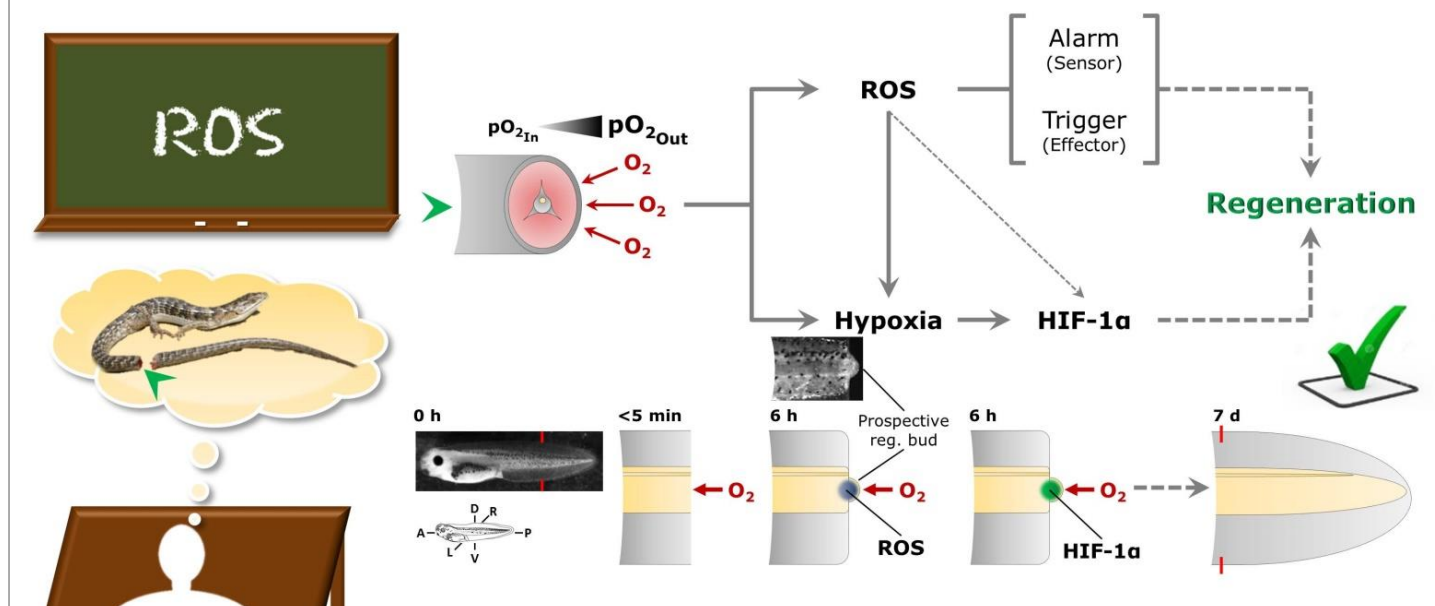 ROS
pO₂In pO₂Out
O₂
O₂
O₂
ROS
Alarm
(Sensor)
Trigger
(Effector)
Regeneration
Hypoxia
HIF-1α
0 h
<5 min
6 h
Prospective
reg. bud
6 h
7 d
O₂
O₂
O₂
D
R
A
P
L
V
ROS
HIF-1α